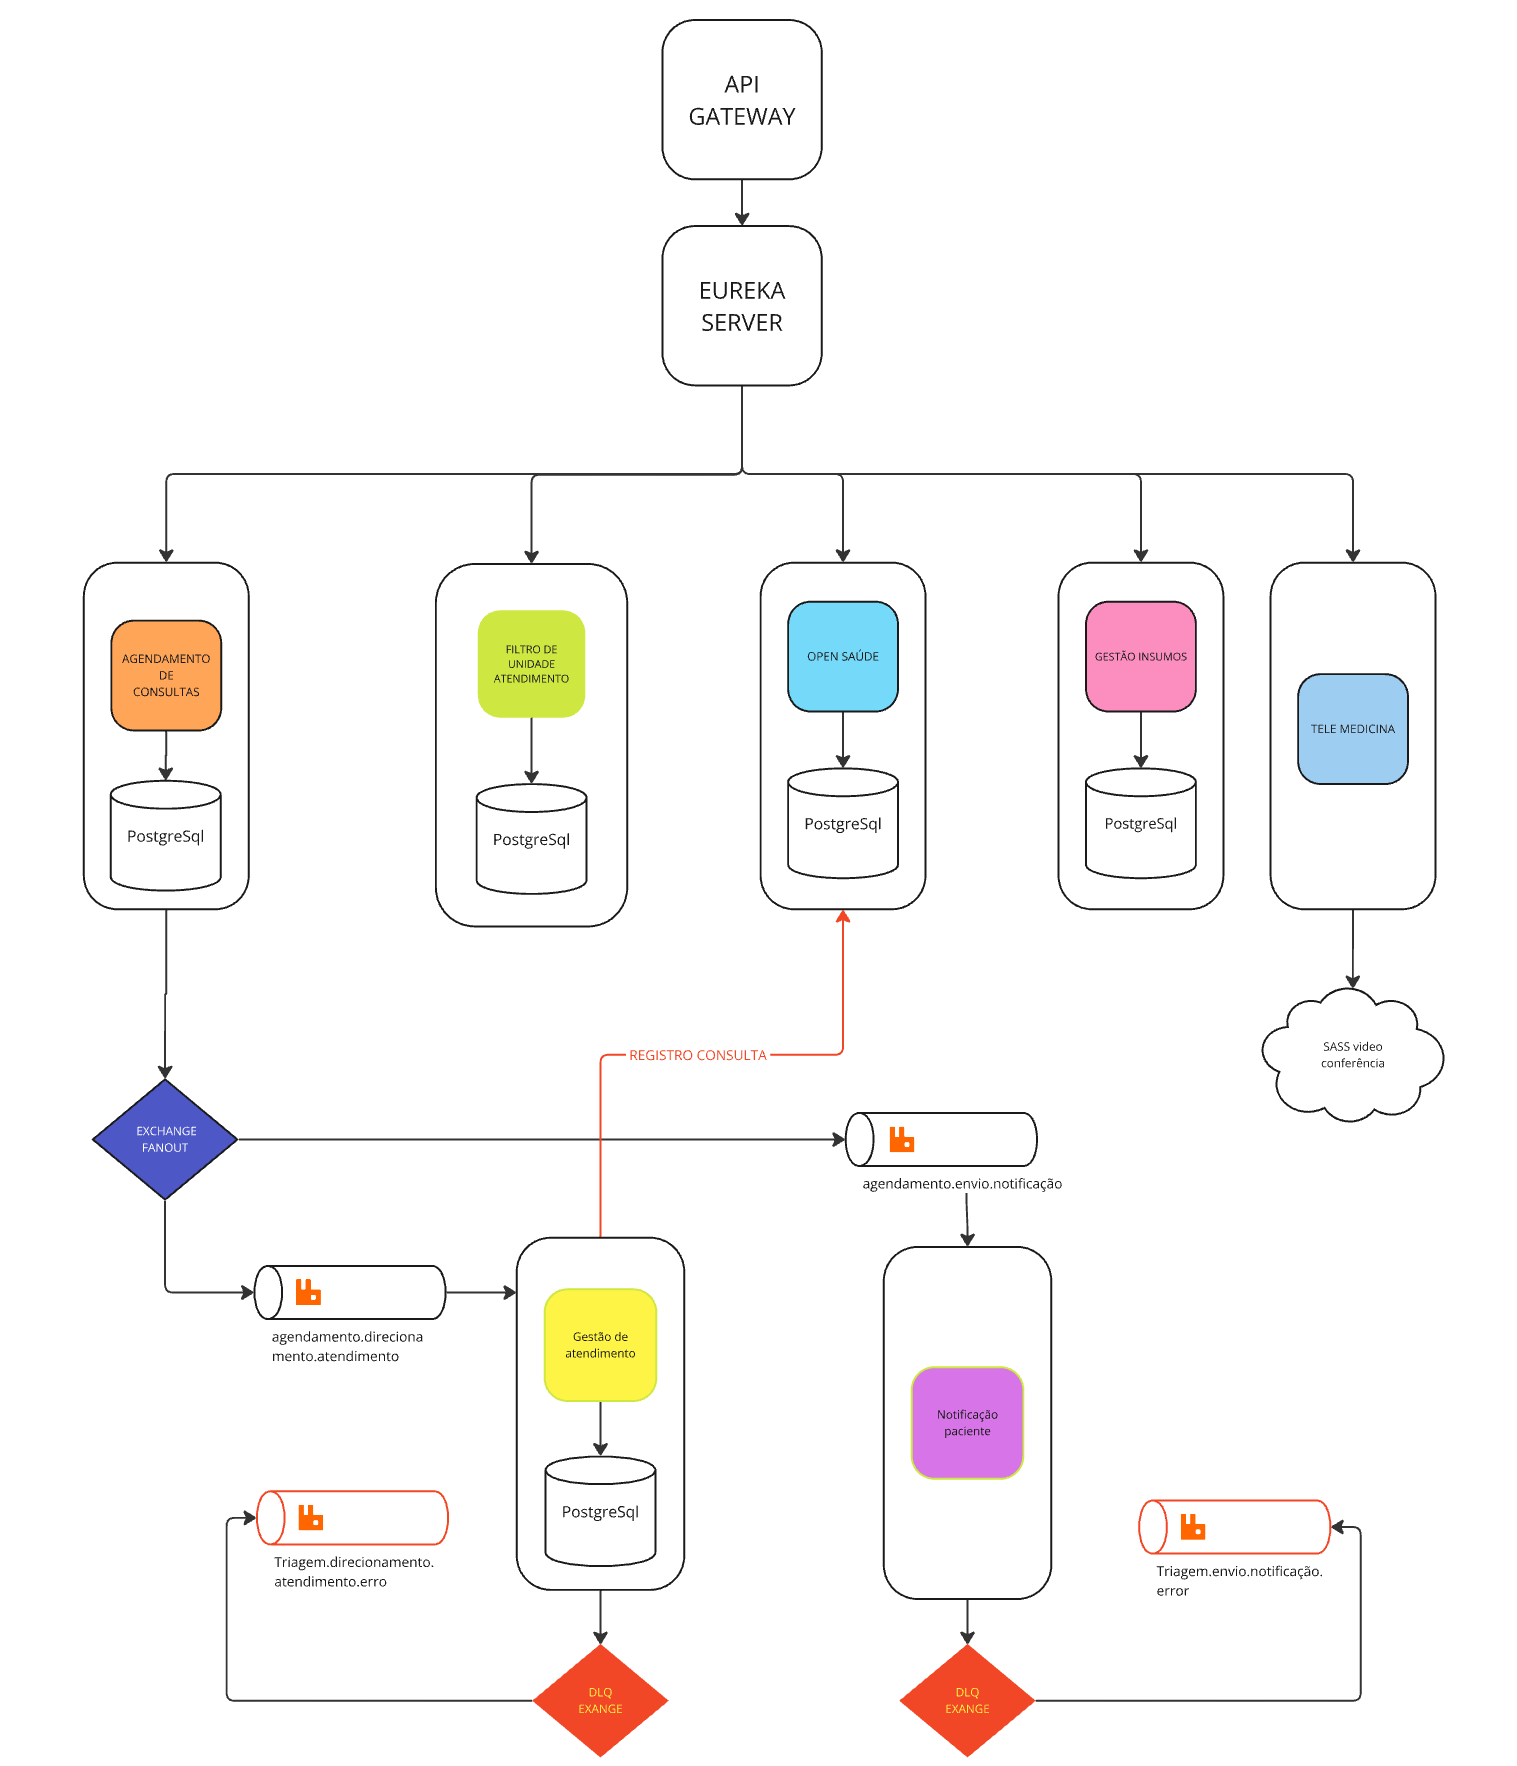 API
GATEWAY
EUREKA
SERVER
AGENDAMENTO
DE
CONSULTAS
PostgreSql
FILTRO DE
UNIDADE
ATENDIMENTO
PostgreSql
OPEN SAÚDE
PostgreSql
GESTÃO INSUMOS
PostgreSql
TELE MEDICINA
SASS video
conferência
REGISTRO CONSULTA
EXCHANGE
FANOUT
agendamento.envio.notificação
agendamento.direciona
mento.atendimento
Gestão de
atendimento
PostgreSql
Notificação
paciente
Triagem.direcionamento.
atendimento.erro
Triagem.envio.notificação.
error
DLQ
EXANGE
DLQ
EXANGE